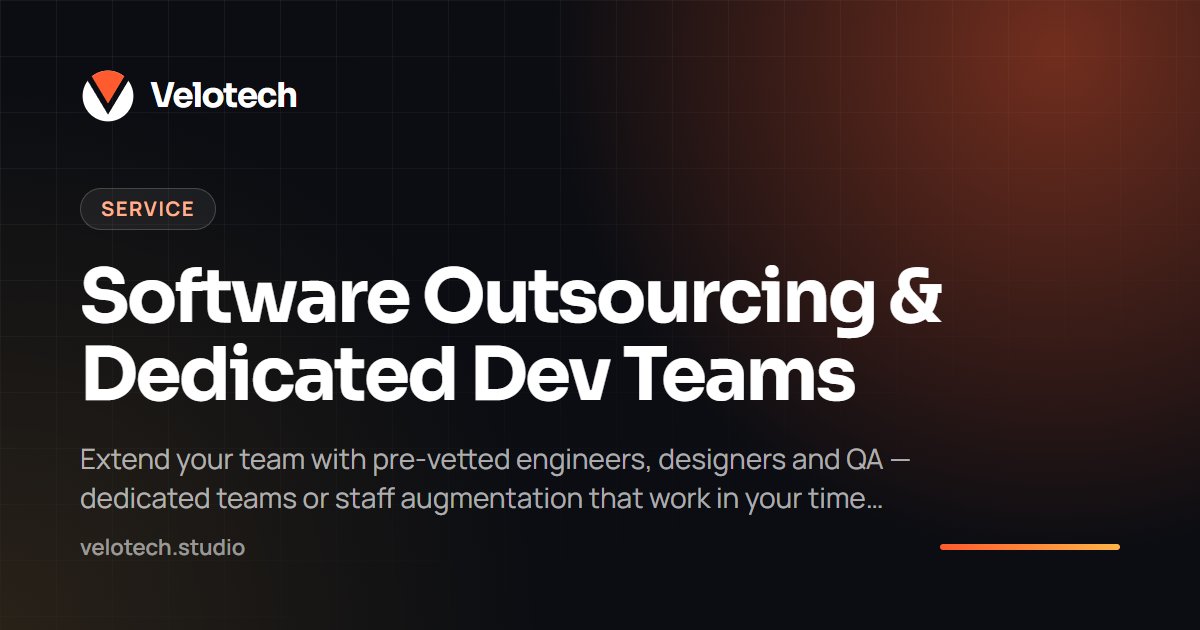 Velotech
SERVICE
Software Outsourcing &
Dedicated Dev Teams
Extend your team with pre-vetted engineers, designers and QA —
dedicated teams or staff augmentation that work in your time…
velotech.studio